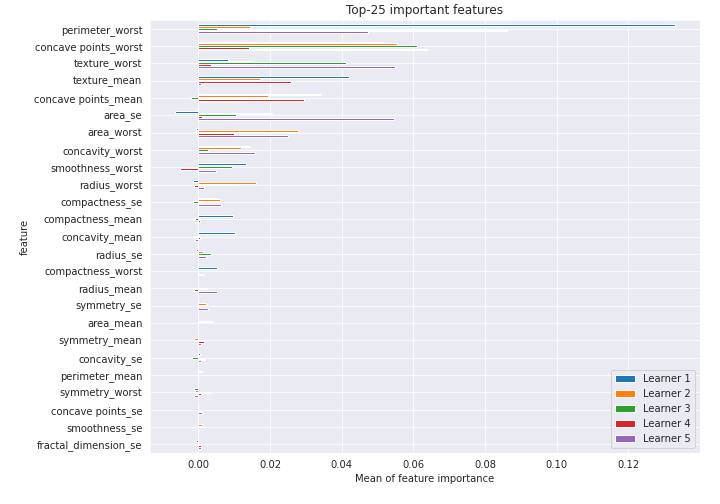 Top-25 important features
perimeter_worst
concave points_worst
texture_worst
texture_mean
concave points_mean
area_se
area_worst
concavity_worst
smoothness_worst
radius_worst
compactness_se
compactness_mean
concavity_mean
radius_se
compactness_worst
radius_mean
symmetry_se
area_mean
symmetry_mean
concavity_se
perimeter_mean
symmetry_worst
concave points_se
smoothness_se
fractal_dimension_se
feature
Learner 1
Learner 2
Learner 3
Learner 4
Learner 5
0.00 0.02 0.04 0.06 0.08 0.10 0.12
Mean of feature importance